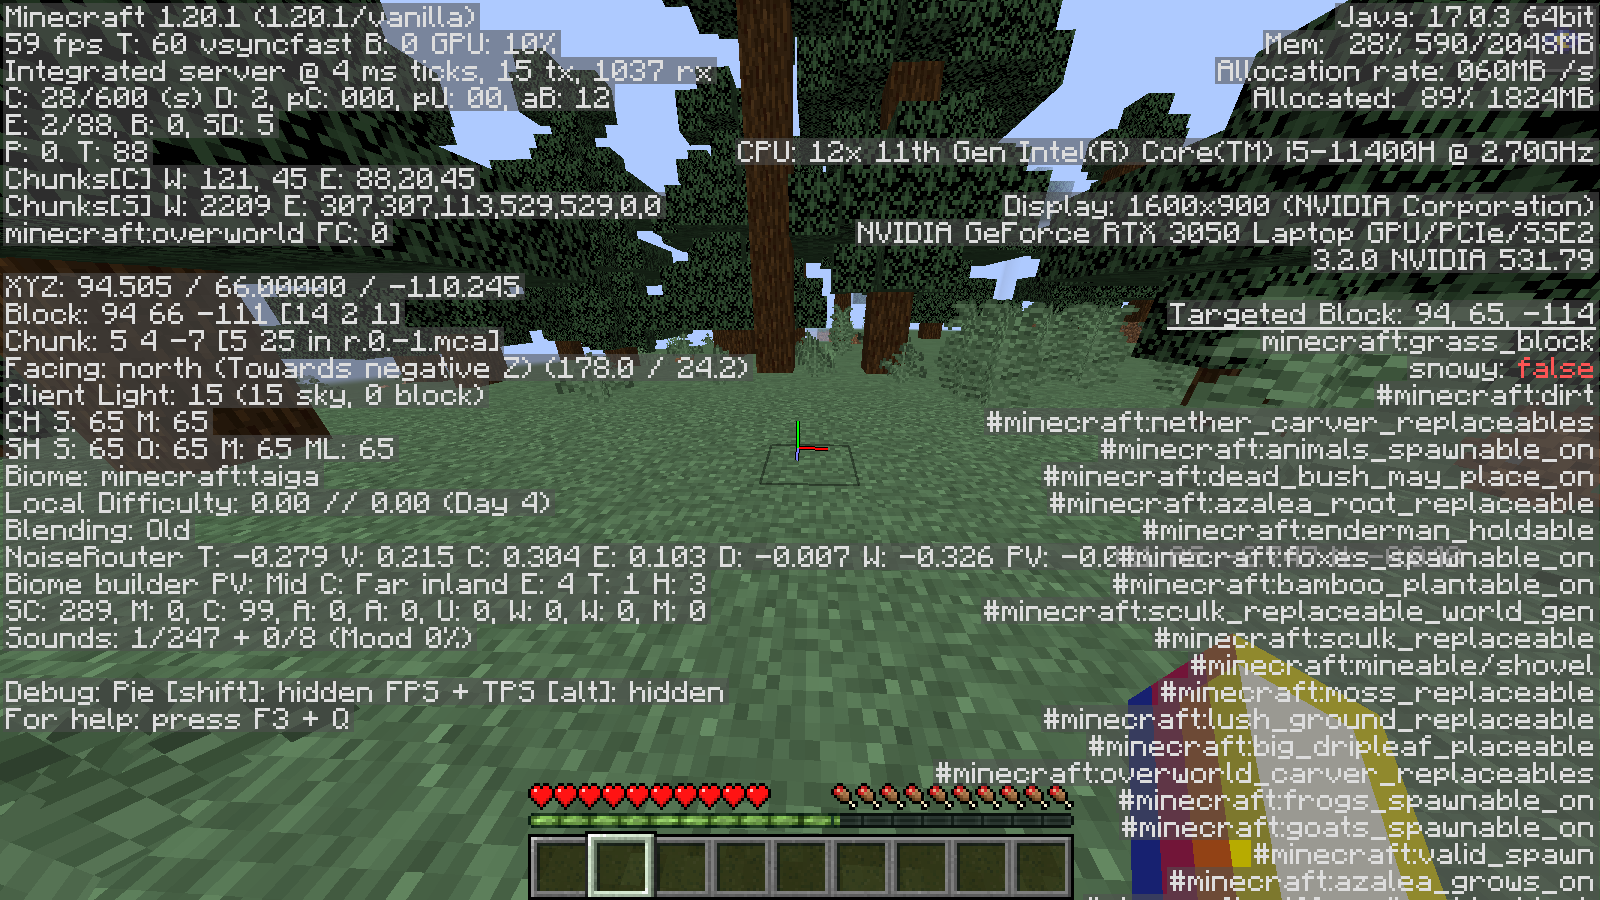 Minecraft 1.20.1 (1.20.1/vanilla)
59 fps T: 60 vsyncfast B: 0 GPU: 10%
Integrated server @ 4 ms ticks, 15 tx, 1037 rx
C: 28/600 (s) D: 2, pC: 000, pU: 00, aB: 12
E: 2/88, B: 0, SD: 5
P: 0. T: 88
Chunks[C] W: 121, 45 E: 88,20,45
Chunks[S] W: 2209 E: 307,307,113,529,529,0,0
minecraft:overworld FC: 0
XYZ: 94.505 / 66.00000 / -110.245
Block: 94 66 -111 [14 2 1]
Chunk: 5 4 -7 [5 25 in r.0.-1.mca]
Facing: north (Towards negative Z) (178.0 / 24.2)
Client Light: 15 (15 sky, 0 block)
CH S: 65 M: 65
SH S: 65 O: 65 M: 65 ML: 65
Biome: minecraft:taiga
Local Difficulty: 0.00 // 0.00 (Day 4)
Blending: Old
NoiseRouter T: -0.279 V: 0.215 C: 0.304 E: 0.103 D: -0.007 W: -0.326 PV: -0.0
Biome builder PV: Mid C: Far inland E: 4 T: 1 H: 3
SC: 289, M: 0, C: 99, A: 0, A: 0, U: 0, W: 0, W: 0, M: 0
Sounds: 1/247 + 0/8 (Mood 0%)
Debug: Pie [shift]: hidden FPS + TPS [alt]: hidden
For help: press F3 + Q
Java: 17.0.3 64bit
Mem: 28% 590/2048MB
Allocation rate: 060MB /s
Allocated: 89% 1824MB
CPU: 12x 11th Gen Intel(R) Core(TM) i5-11400H @ 2.70GHz
Display: 1600x900 (NVIDIA Corporation)
NVIDIA GeForce RTX 3050 Laptop GPU/PCIe/SSE2
3.2.0 NVIDIA 531.79
Targeted Block: 94, 65, -114
minecraft:grass_block
snowy: false
#minecraft:dirt
#minecraft:nether_carver_replaceables
#minecraft:animals_spawnable_on
#minecraft:dead_bush_may_place_on
#minecraft:azalea_root_replaceable
#minecraft:enderman_holdable
#minecraft:foxes_spawnable_on
#minecraft:bamboo_plantable_on
#minecraft:sculk_replaceable_world_gen
#minecraft:sculk_replaceable
#minecraft:mineable/shovel
#minecraft:moss_replaceable
#minecraft:lush_ground_replaceable
#minecraft:big_dripleaf_placeable
#minecraft:overworld_carver_replaceables
#minecraft:frogs_spawnable_on
#minecraft:goats_spawnable_on
#minecraft:valid_spawn
#minecraft:azalea_grows_on